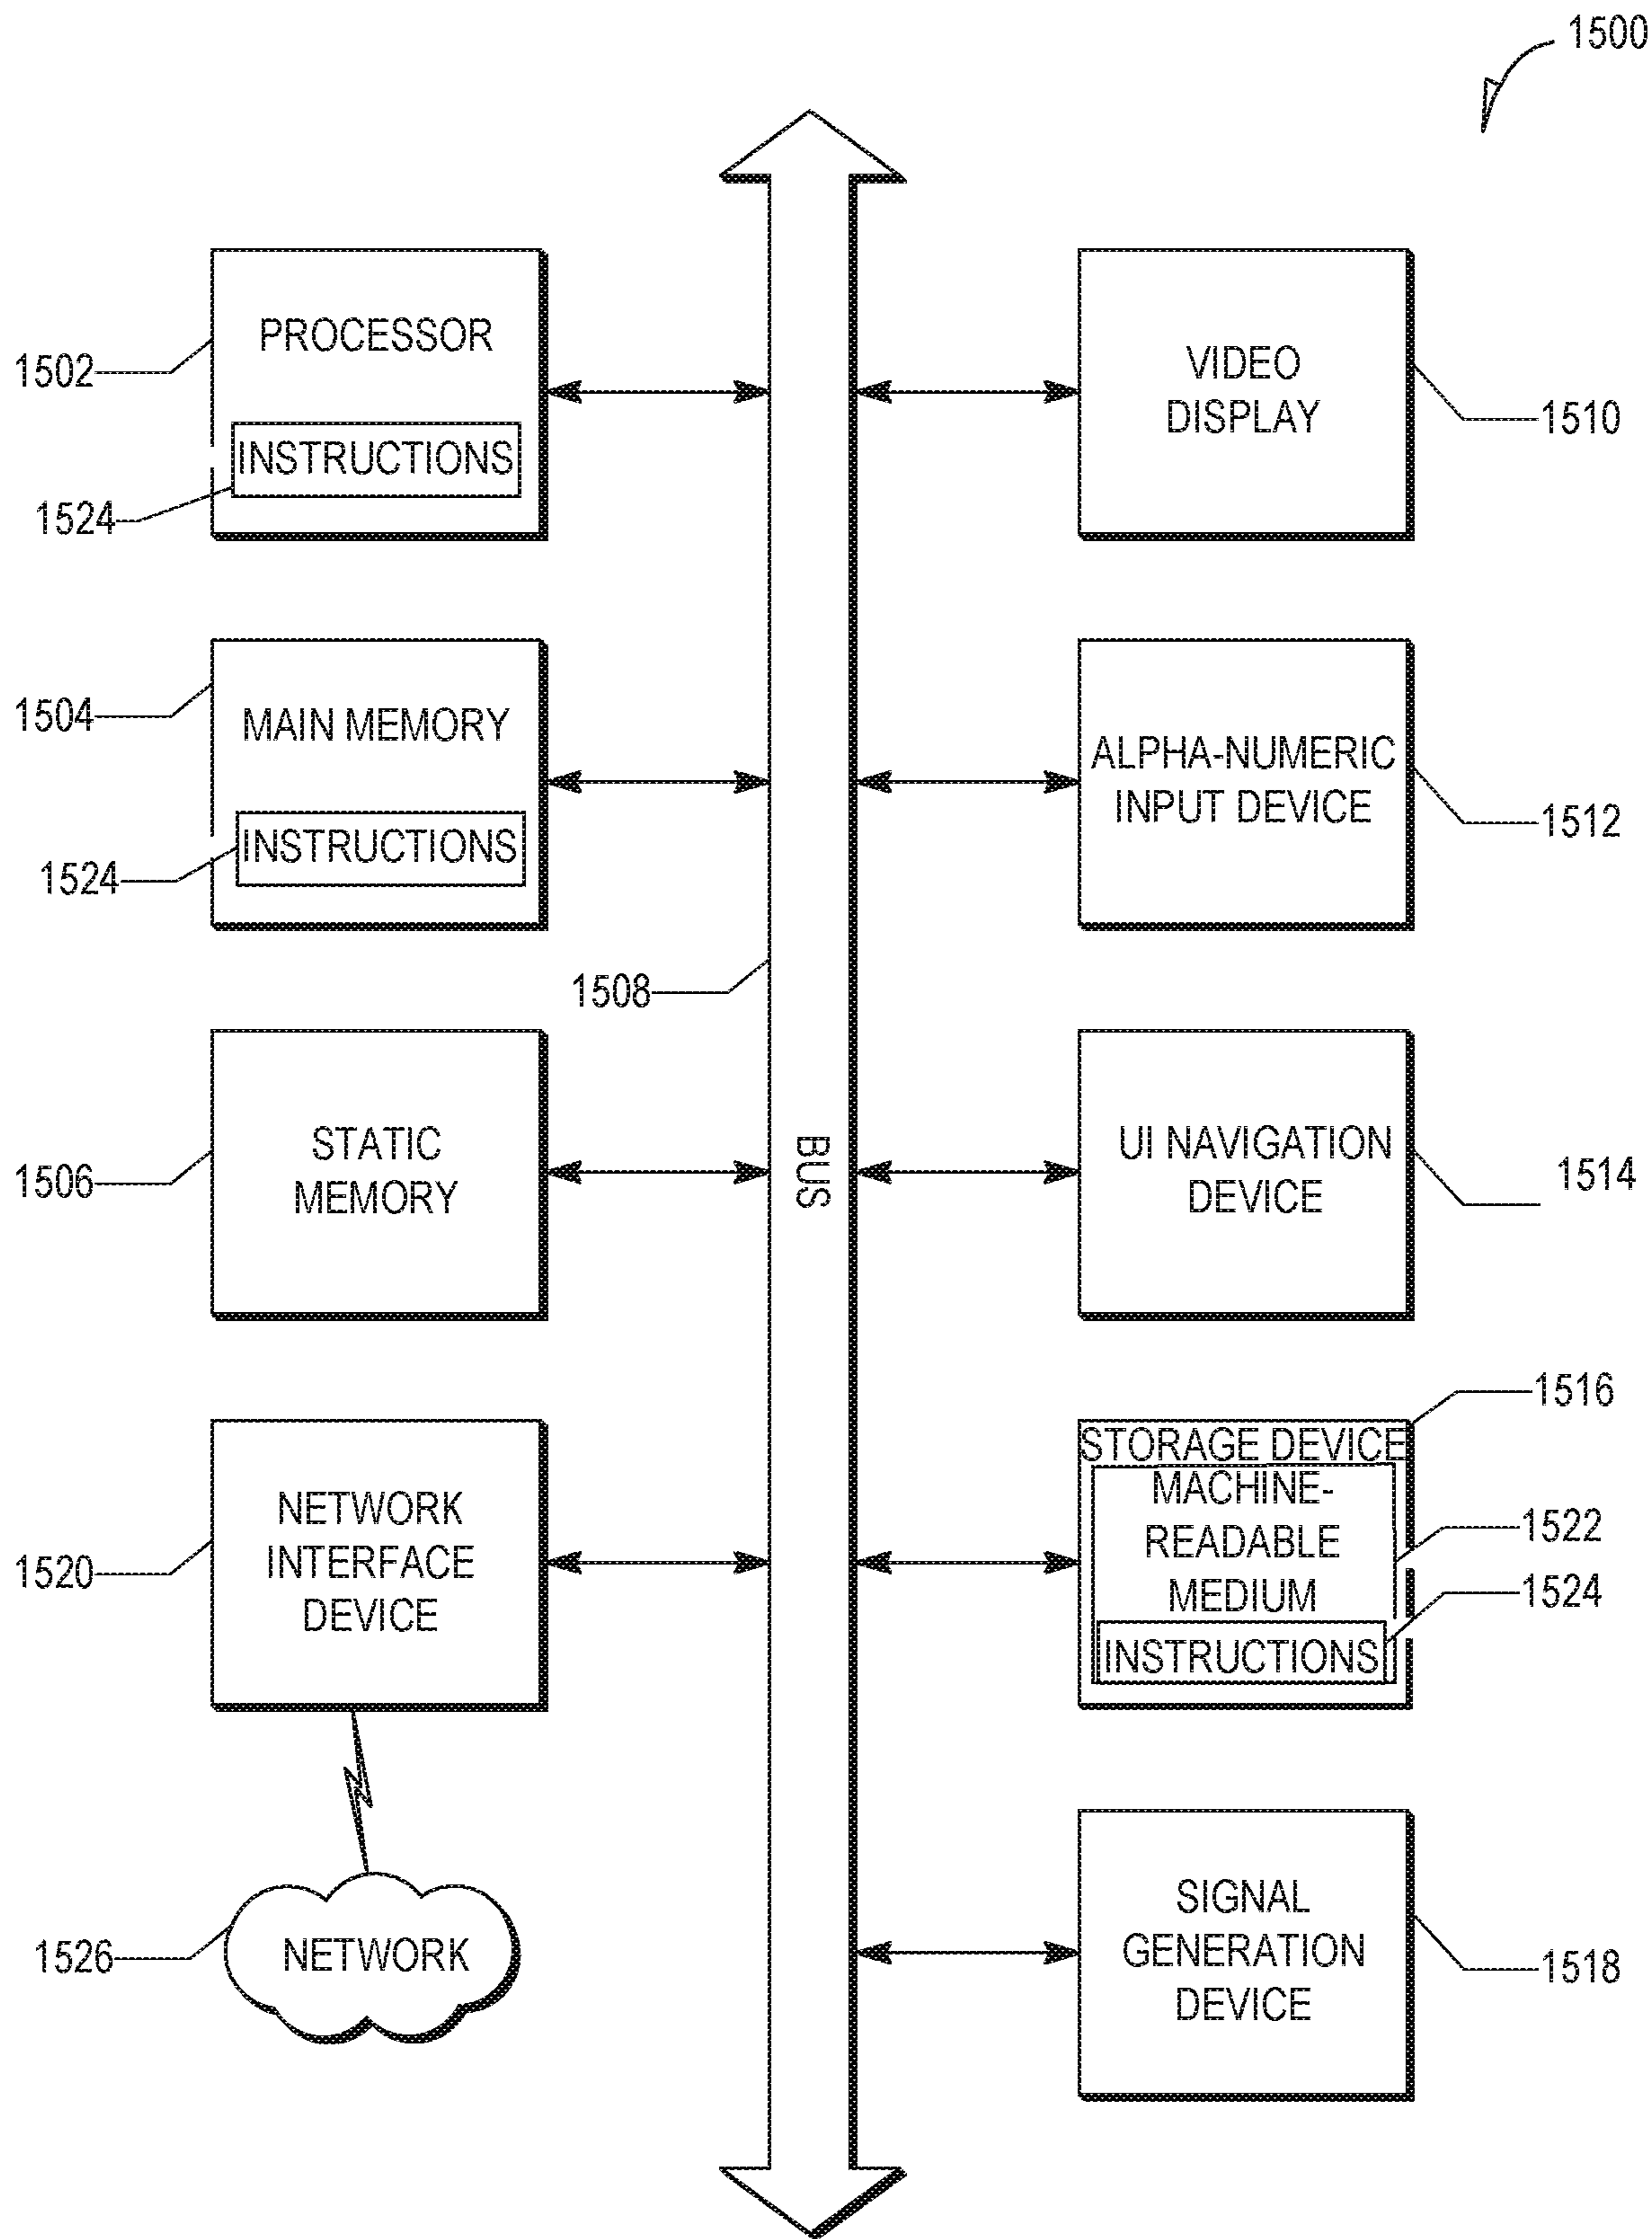 1500
PROCESSOR
1502
INSTRUCTIONS
1524
VIDEO
DISPLAY
1510
MAIN MEMORY
1504
INSTRUCTIONS
1524
ALPHA-NUMERIC
INPUT DEVICE
1512
1508
BUS
STATIC
MEMORY
1506
UI NAVIGATION
DEVICE
1514
NETWORK
INTERFACE
DEVICE
1520
1516
STORAGE DEVICE
MACHINE-
READABLE
MEDIUM
1522
1524
INSTRUCTIONS
NETWORK
1526
SIGNAL
GENERATION
DEVICE
1518